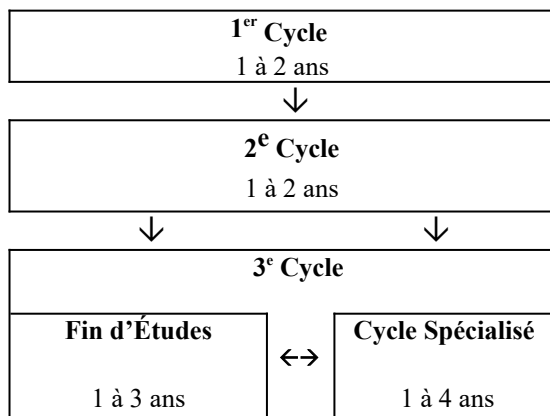 1er Cycle
1 à 2 ans
2e Cycle
1 à 2 ans
3e Cycle
Fin d’Études
Cycle Spécialisé
1 à 3 ans
1 à 4 ans